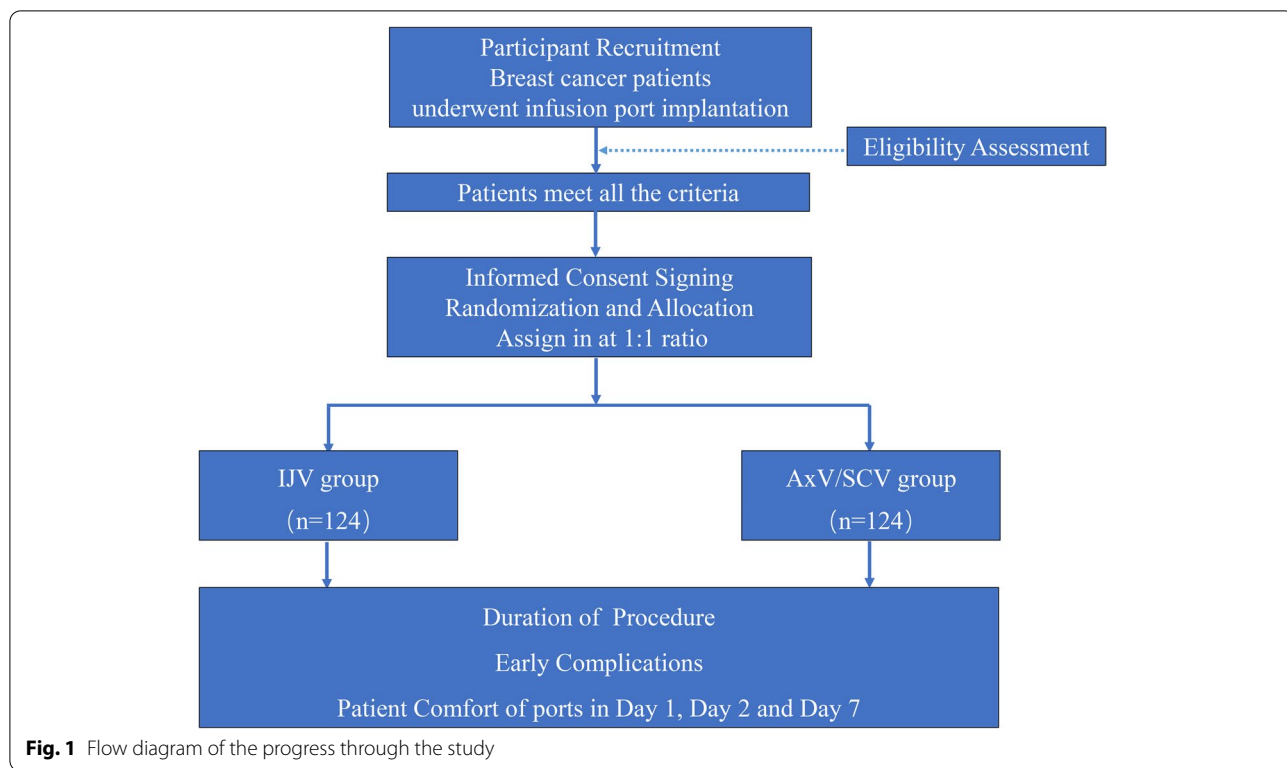 Participant Recruitment
Breast cancer patients
underwent infusion port implantation
Eligibility Assessment
Patients meet all the criteria
Informed Consent Signing
Randomization and Allocation
Assign in at 1:1 ratio
IJV group
（n=124）
AxV/SCV group
（n=124）
Duration of Procedure
Early Complications
Patient Comfort of ports in Day 1, Day 2 and Day 7
Fig. 1 Flow diagram of the progress through the study